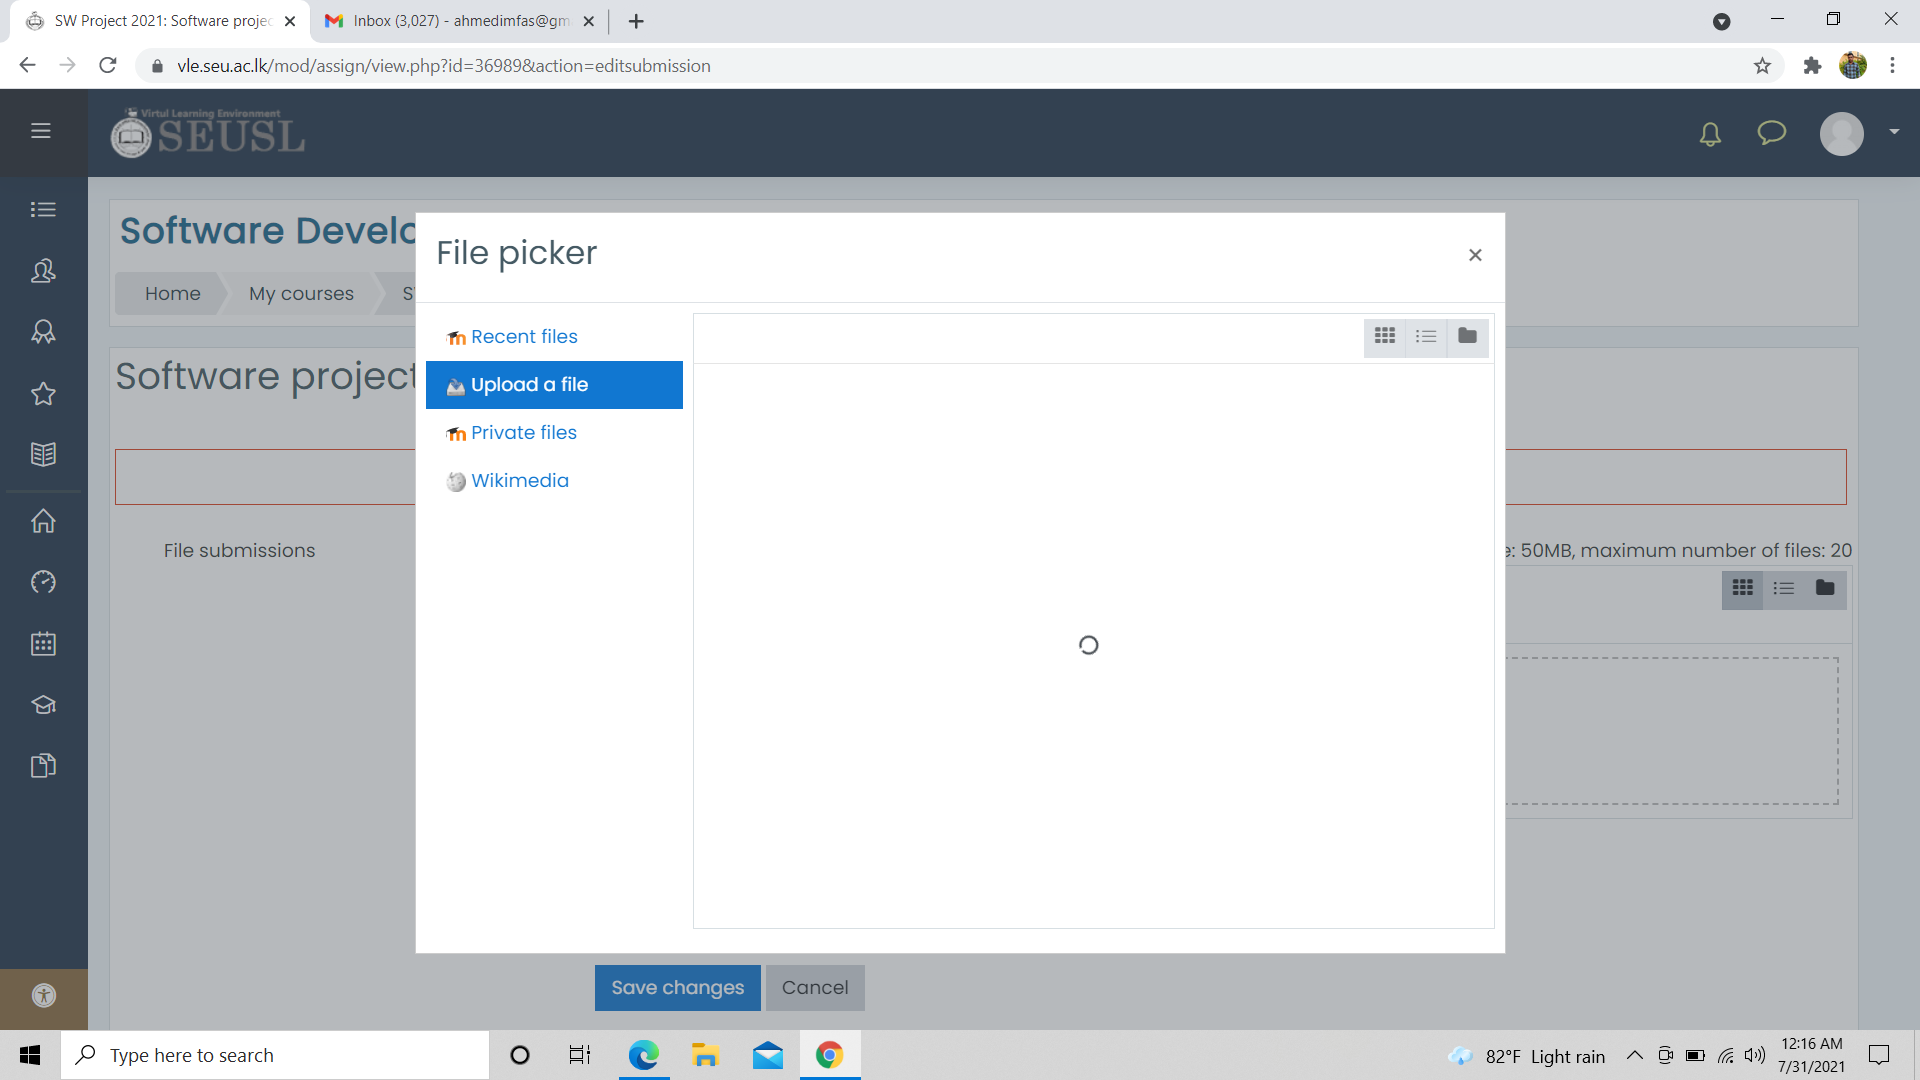 SW Project 2021: Software projec
Inbox (3,027) - ahmedimfas@gm
vle.seu.ac.lk/mod/assign/view.php?id=36989&action=editsubmission
Virtul Learning Environment
SEUSL
Software Develo
Home
My courses
S
File picker
Recent files
Upload a file
Private files
Wikimedia
Software project
File submissions
e: 50MB, maximum number of files: 20
Save changes
Cancel
Type here to search
82°F Light rain
12:16 AM
7/31/2021